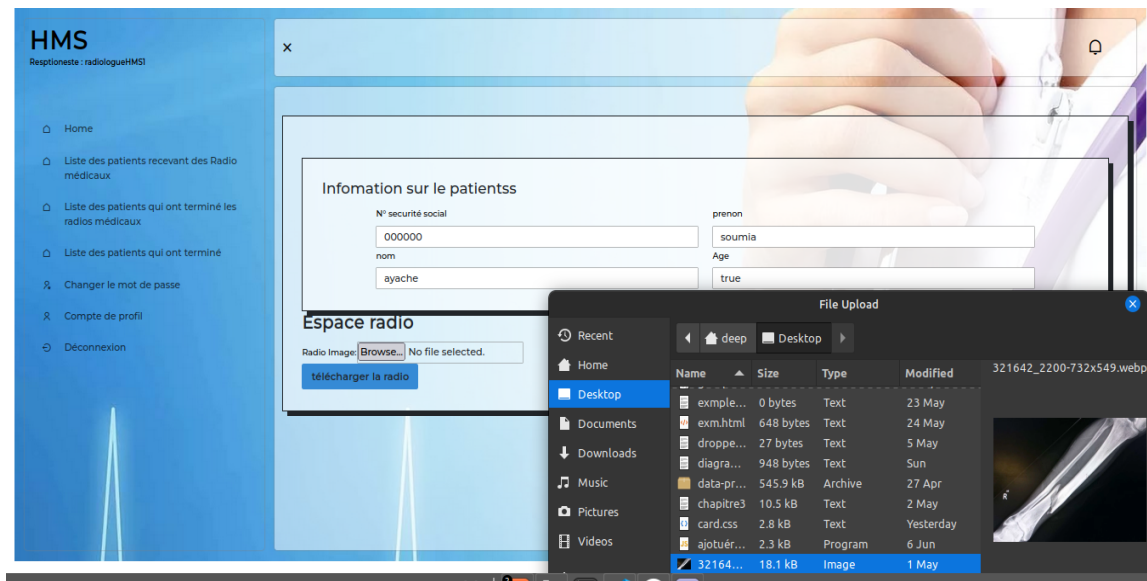 HMS
Resptioneste : radiologueHMS1
×
Home
Liste des patients recevant des Radio
médicaux
Liste des patients qui ont terminé les
radios médicaux
Liste des patients qui ont terminé
Changer le mot de passe
Compte de profil
Déconnexion
Infomation sur le patientss
N° securité social
prenon
000000
soumia
nom
Age
ayache
true
Espace radio
Radio Image: Browse... No file selected.
télécharger la radio
File Upload
Recent
Home
Desktop
Documents
Downloads
Music
Pictures
Videos
deep Desktop
Name Size Type Modified
exmple... 0 bytes Text 23 May
exm.html 648 bytes Text 24 May
droppe... 27 bytes Text 5 May
diagra... 948 bytes Text Sun
data-pr... 545.9 kB Archive 27 Apr
chapitre3 10.5 kB Text 2 May
card.css 2.8 kB Text Yesterday
ajotuér... 2.3 kB Program 6 Jun
32164... 18.1 kB Image 1 May
321642_2200-732x549.webp
R